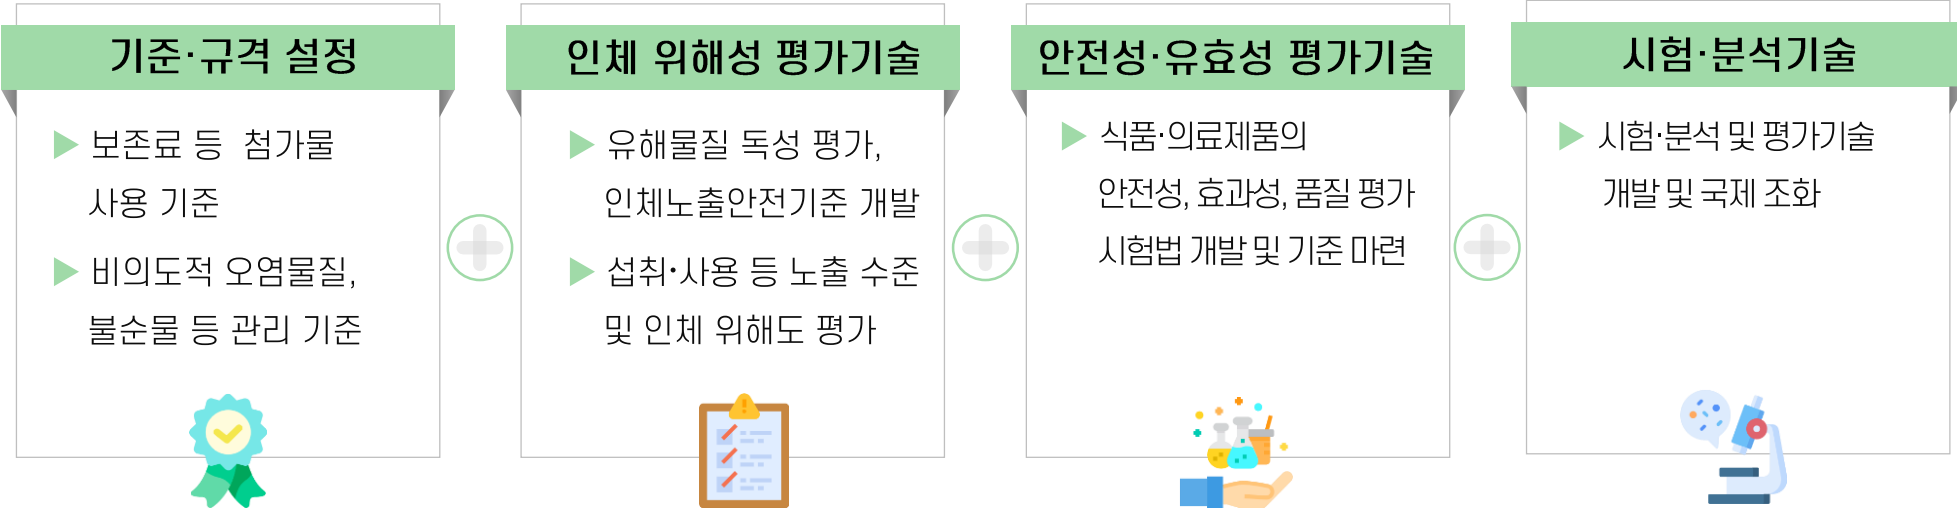 기준·규격 설정
▶ 보존료 등 첨가물
사용 기준
▶ 비의도적 오염물질,
불순물 등 관리 기준
인체 위해성 평가기술
▶ 유해물질 독성 평가,
인체노출안전기준 개발
▶ 섭취·사용 등 노출 수준
및 인체 위해도 평가
안전성·유효성 평가기술
▶ 식품·의료제품의
안전성, 효과성, 품질 평가
시험법 개발 및 기준 마련
시험·분석기술
▶ 시험·분석 및 평가기술
개발 및 국제 조화